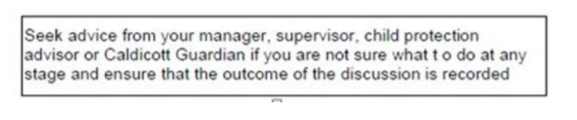 Seek advice from your manager, supervisor, child protection
advisor or Caldicott Guardian if you are not sure what t o do at any
stage and ensure that the outcome of the discussion is recorded